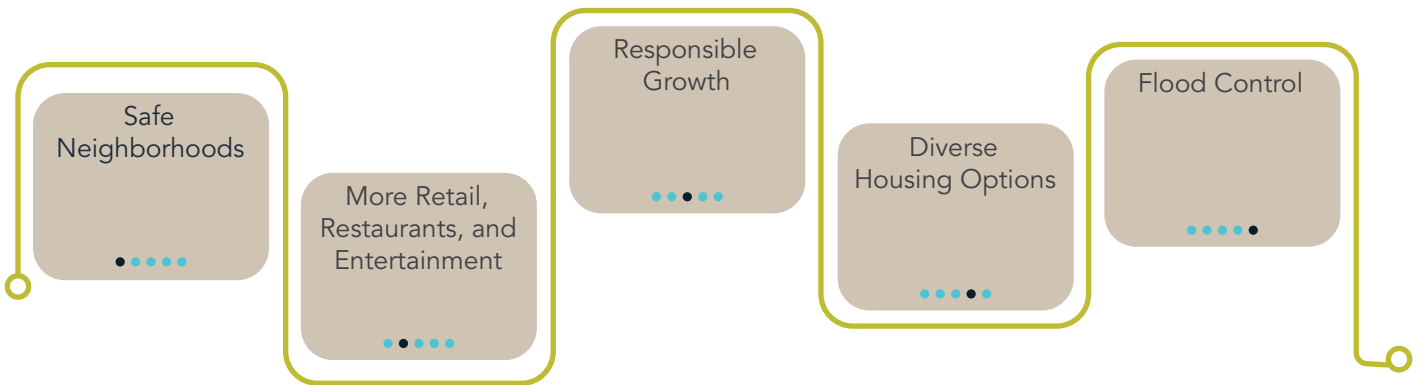 Safe
Neighborhoods
More Retail,
Restaurants, and
Entertainment
Responsible
Growth
Diverse
Housing Options
Flood Control